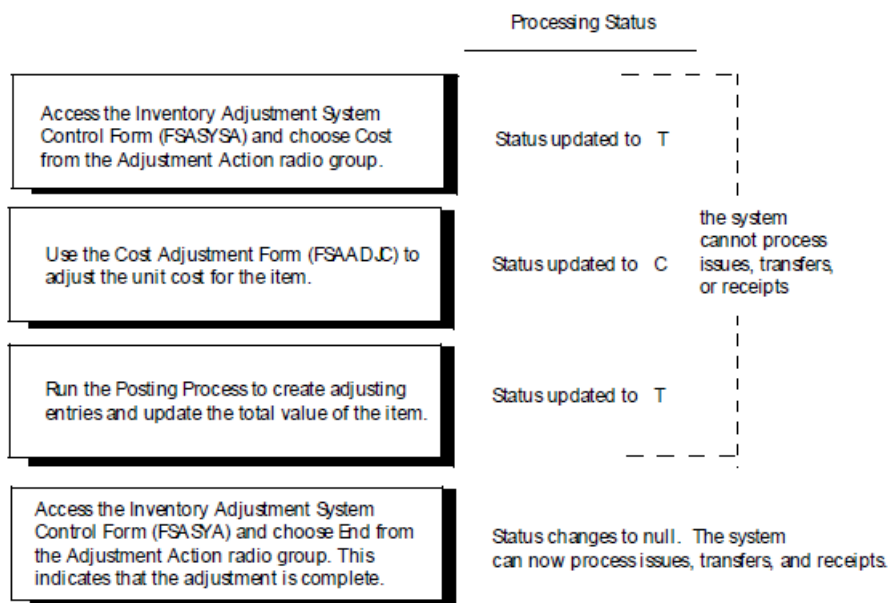 Processing Status
Access the Inventory Adjustment System
Control Form (FSASYSA) and choose Cost
from the Adjustment Action radio group.
Status updated to T
Use the Cost Adjustment Form (FSAADJC) to
adjust the unit cost for the item.
Status updated to C
the system
cannot process
issues, transfers,
or receipts
Run the Posting Process to create adjusting
entries and update the total value of the item.
Status updated to T
Access the Inventory Adjustment System
Control Form (FSASYA) and choose End from
the Adjustment Action radio group. This
indicates that the adjustment is complete.
Status changes to null. The system
can now process issues, transfers, and receipts.